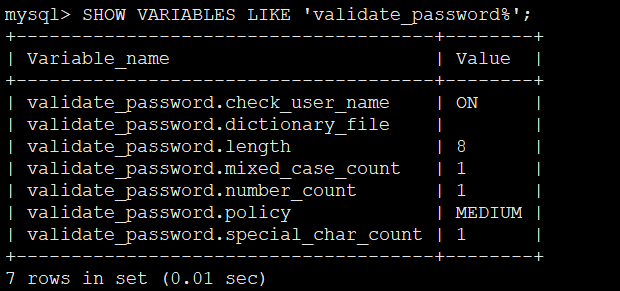 mysql> SHOW VARIABLES LIKE 'validate_password%';
+--------------------------------------+--------+
| Variable_name                        | Value  |
+--------------------------------------+--------+
| validate_password.check_user_name    | ON     |
| validate_password.dictionary_file    |        |
| validate_password.length             | 8      |
| validate_password.mixed_case_count   | 1      |
| validate_password.number_count       | 1      |
| validate_password.policy             | MEDIUM |
| validate_password.special_char_count | 1      |
+--------------------------------------+--------+
7 rows in set (0.01 sec)